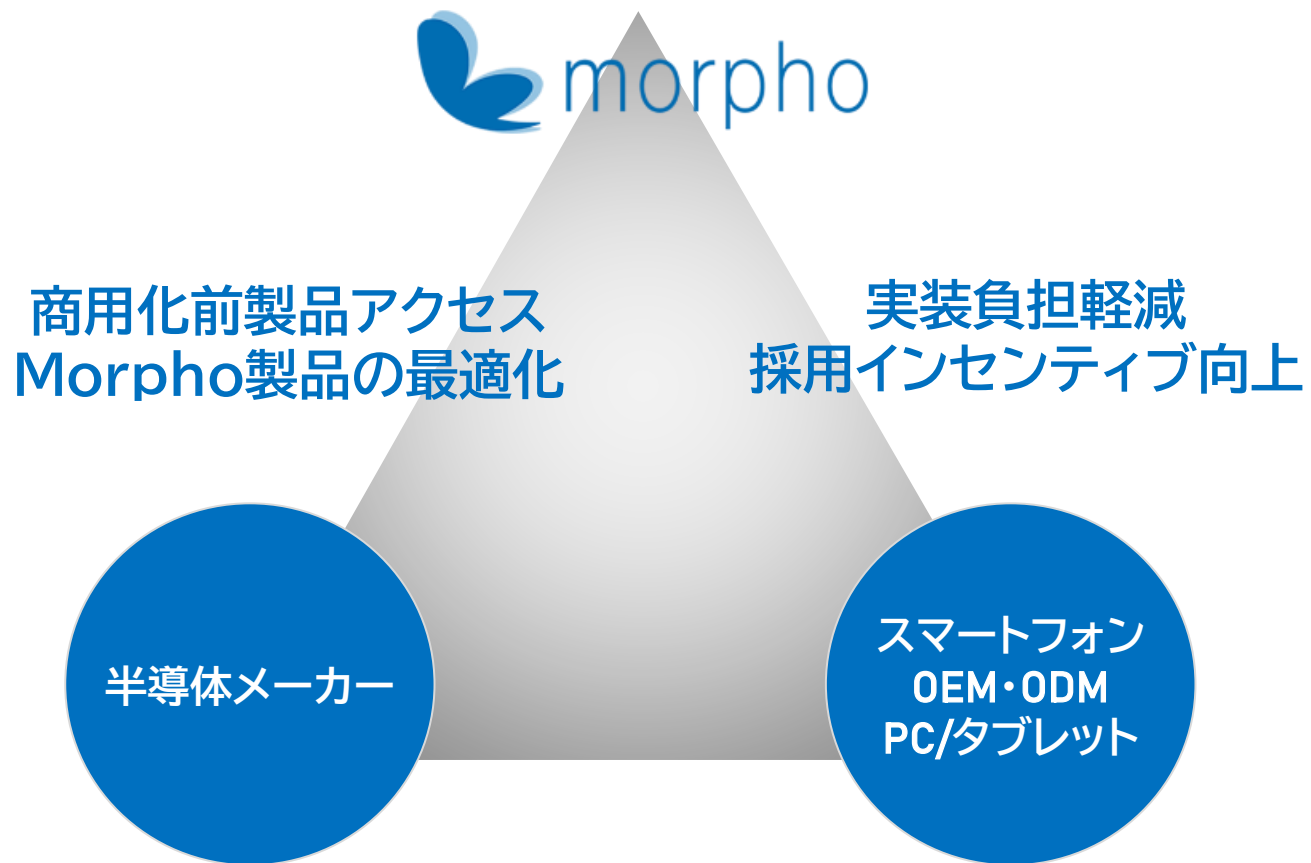 morpho
商用化前製品アクセス
Morpho製品の最適化
実装負担軽減
採用インセンティブ向上
半導体メーカー
スマートフォン
OEM・ODM
PC/タブレット